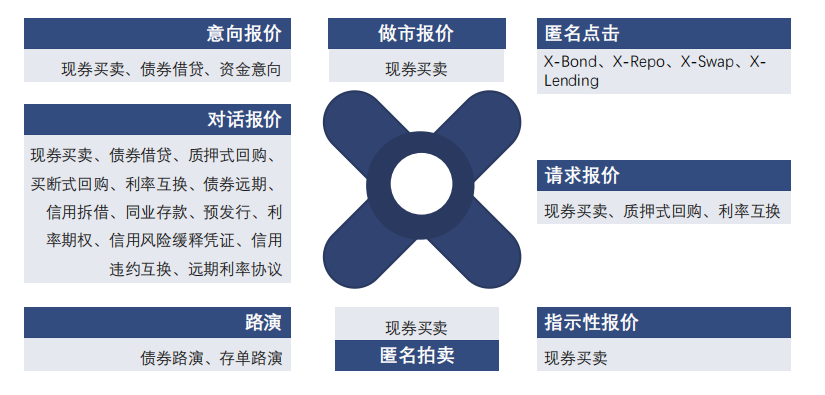 意向报价
现券买卖、债券借贷、资金意向
做市报价
现券买卖
匿名点击
X-Bond、X-Repo、X-Swap、X-
Lending
对话报价
现券买卖、债券借贷、质押式回购、
买断式回购、利率互换、债券远期、
信用拆借、同业存款、预发行、利
率期权、信用风险缓释凭证、信用
违约互换、远期利率协议
请求报价
现券买卖、质押式回购、利率互换
路演
债券路演、存单路演
现券买卖
匿名拍卖
指示性报价
现券买卖